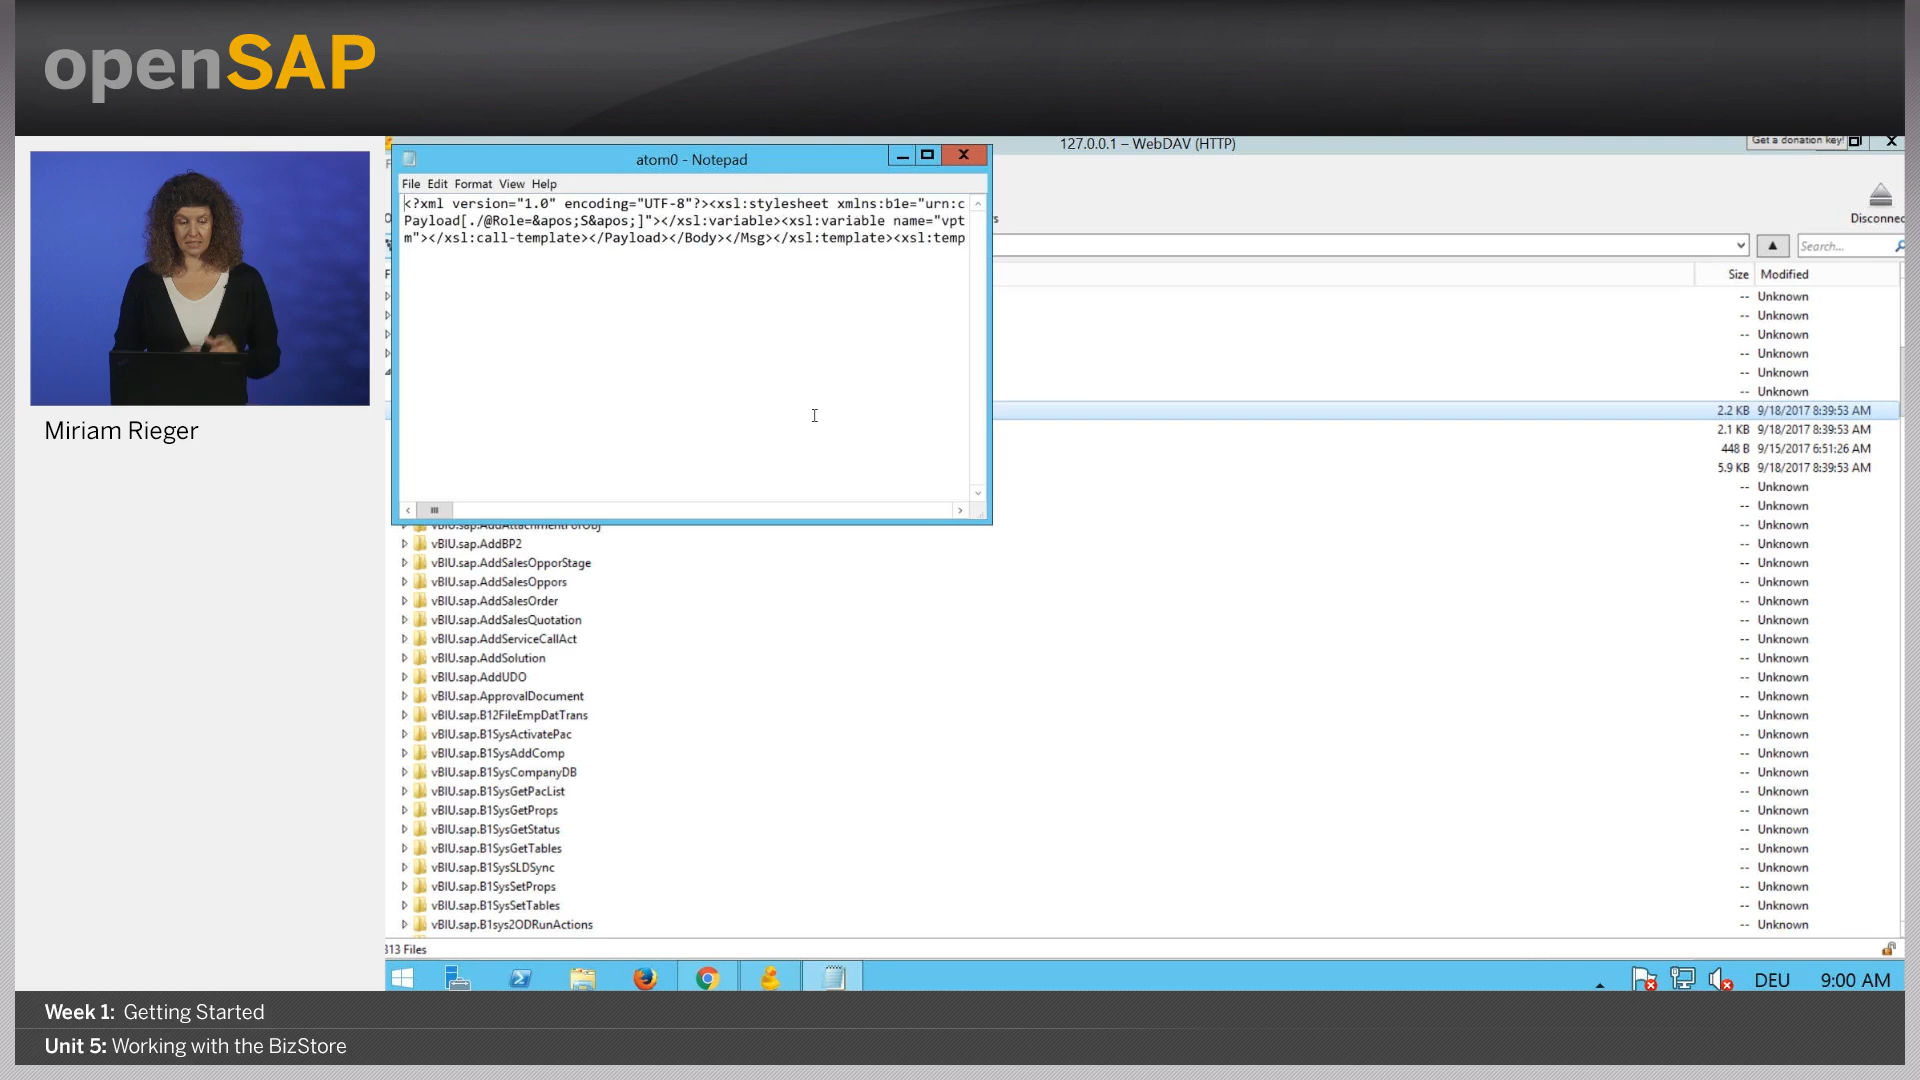 openSAP
127.0.0.1 – WebDAV (HTTP)
Get a donation key!
atom0 - Notepad
File Edit Format View Help
<?xml version="1.0" encoding="UTF-8"?><xsl:stylesheet xmlns:b1e="urn:c
Payload[./@Role=&apos;S&apos;]"></xsl:variable><xsl:variable name="vpt
m"></xsl:call-template></Payload></Body></Msg></xsl:template><xsl:temp
Disconnec
Search...
Size Modified
-- Unknown
-- Unknown
-- Unknown
-- Unknown
-- Unknown
-- Unknown
2.2 KB 9/18/2017 8:39:53 AM
2.1 KB 9/18/2017 8:39:53 AM
448 B 9/15/2017 6:51:26 AM
5.9 KB 9/18/2017 8:39:53 AM
-- Unknown
-- Unknown
vBIU.sap.AddAttachmentForObj -- Unknown
vBIU.sap.AddBP2 -- Unknown
vBIU.sap.AddSalesOpporStage -- Unknown
vBIU.sap.AddSalesOppors -- Unknown
vBIU.sap.AddSalesOrder -- Unknown
vBIU.sap.AddSalesQuotation -- Unknown
vBIU.sap.AddServiceCallAct -- Unknown
vBIU.sap.AddSolution -- Unknown
vBIU.sap.AddUDO -- Unknown
vBIU.sap.ApprovalDocument -- Unknown
vBIU.sap.B12FileEmpDatTrans -- Unknown
vBIU.sap.B1SysActivatePac -- Unknown
vBIU.sap.B1SysAddComp -- Unknown
vBIU.sap.B1SysCompanyDB -- Unknown
vBIU.sap.B1SysGetPacList -- Unknown
vBIU.sap.B1SysGetProps -- Unknown
vBIU.sap.B1SysGetStatus -- Unknown
vBIU.sap.B1SysGetTables -- Unknown
vBIU.sap.B1SysSLDSync -- Unknown
vBIU.sap.B1SysSetProps -- Unknown
vBIU.sap.B1SysSetTables -- Unknown
vBIU.sap.B1sys2ODRunActions -- Unknown
313 Files
DEU 9:00 AM
Miriam Rieger
Week 1: Getting Started
Unit 5: Working with the BizStore